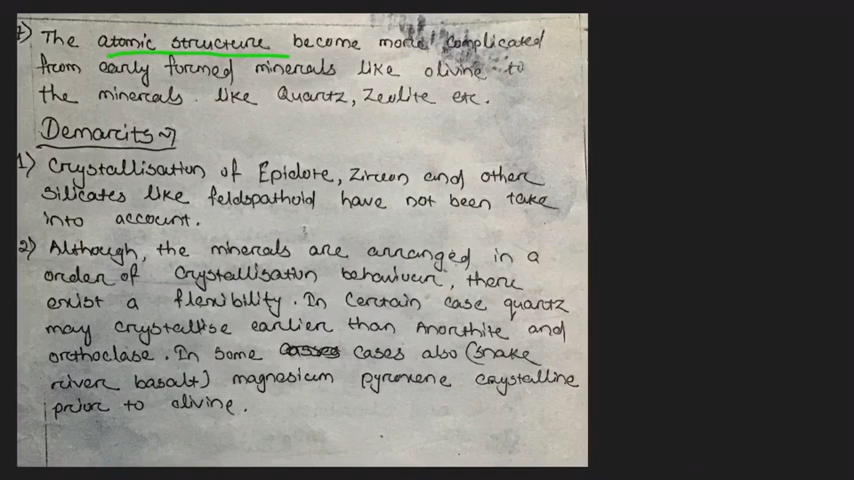 7) The atomic structure become more complicated
from early formed minerals like olivine to
the minerals. like Quartz, Zeolite etc.
Demarcits
1) Crystallisation of Epidote, Zircon and other
silicates like feldspathoid have not been take
into account.
2) Although, the minerals are arranged in a
order of crystallisation behaviour, there
exist a flexibility. In certain case quartz
may crystallise earlier than Anorthite and
orthoclase. In some cases also (snake
river basalt) magnesium pyroxene crystalline
prior to olivine.